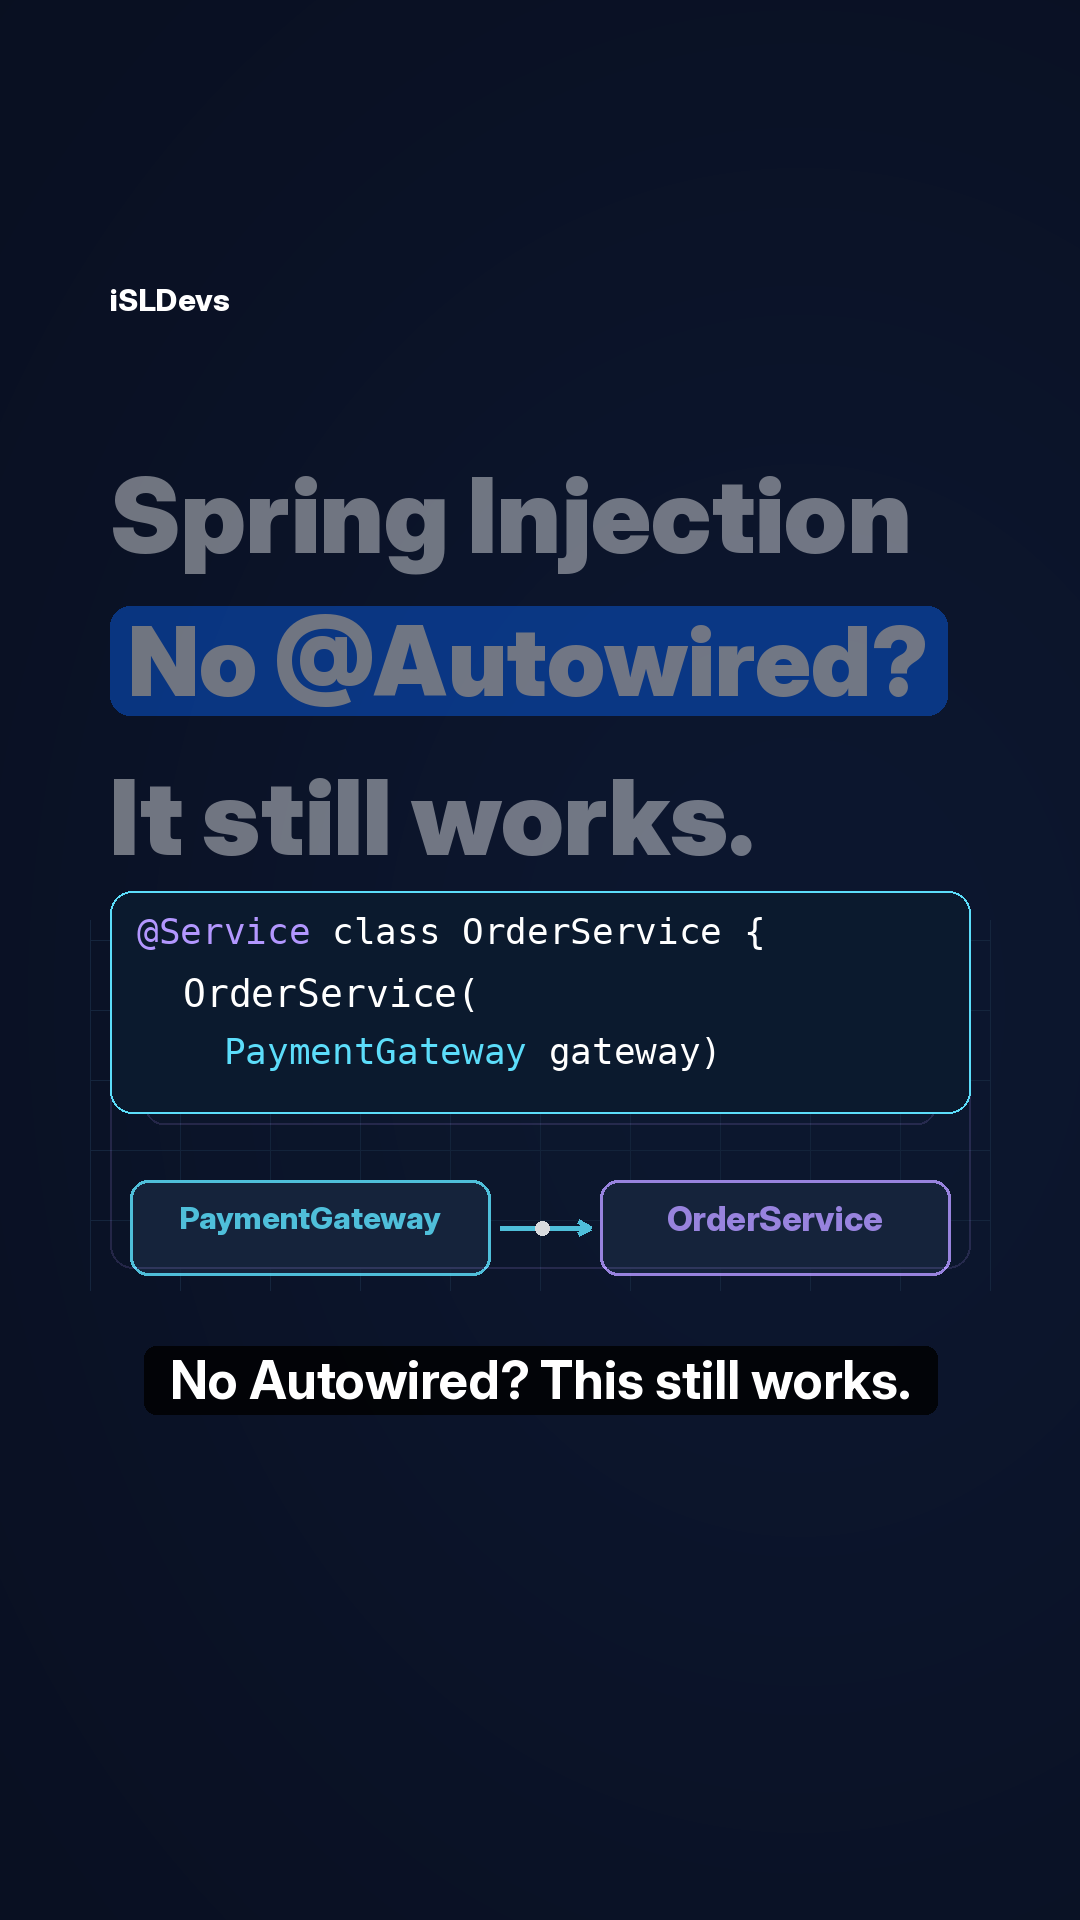 iSLDevs
Spring Injection
No @Autowired?
It still works.
@Service class OrderService {
OrderService(
PaymentGateway gateway)
PaymentGateway
OrderService
No Autowired? This still works.